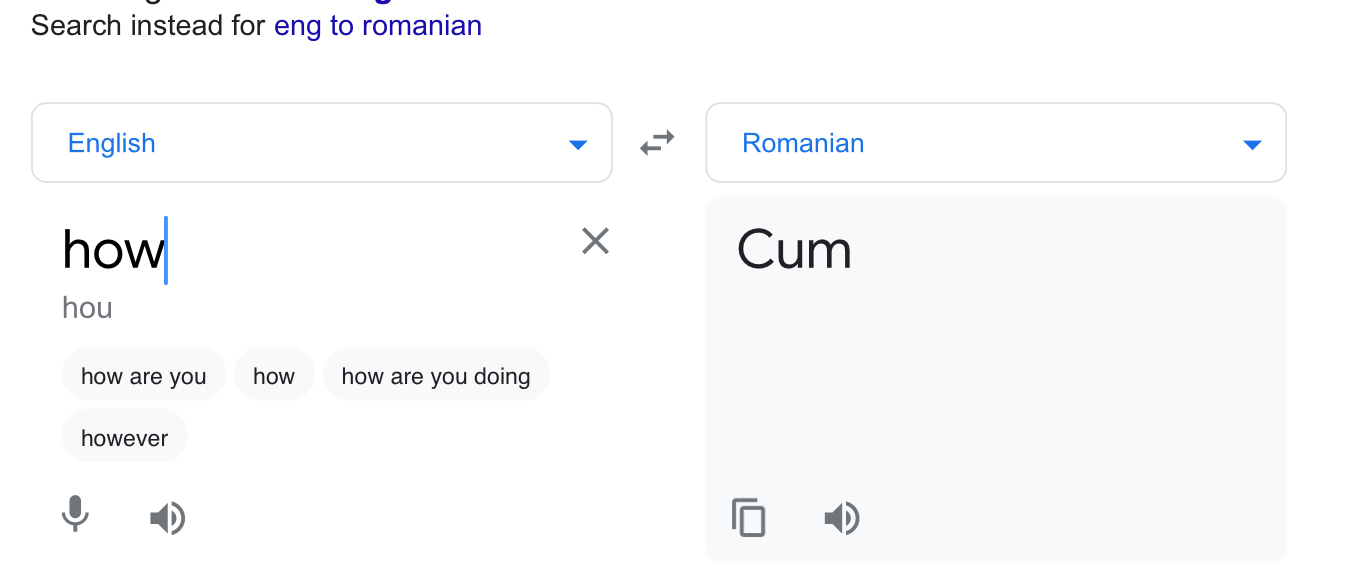 Search instead for eng to romanian
English
Romanian
how
Cum
hou
how are you
how
how are you doing
however